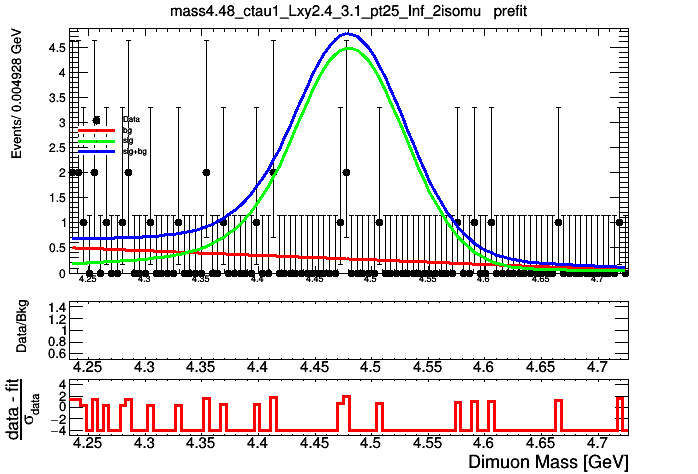 mass4.48_ctau1_Lxy2.4_3.1_pt25_Inf_2isomu prefit
Events/ 0.004928 GeV
4.5
4
3.5
3
2.5
2
1.5
1
0.5
0
Data
bg
sig
sig+bg
4.25 4.3 4.35 4.4 4.45 4.5 4.55 4.6 4.65 4.7
Data/Bkg
1.4
1.2
1
0.8
0.6
4.25 4.3 4.35 4.4 4.45 4.5 4.55 4.6 4.65 4.7
data - fit
σdata
4
2
0
−2
−4
4.25 4.3 4.35 4.4 4.45 4.5 4.55 4.6 4.65 4.7
Dimuon Mass [GeV]